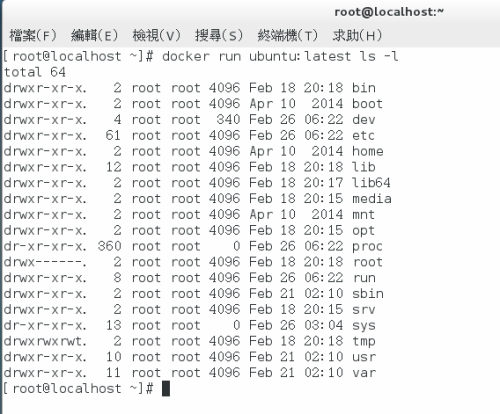 root@localhost:~
檔案(F) 編輯(E) 檢視(V) 搜尋(S) 終端機(T) 求助(H)
[root@localhost ~]# docker run ubuntu:latest ls -l
total 64
drwxr-xr-x.   2 root root 4096 Feb 18 20:18 bin
drwxr-xr-x.   2 root root 4096 Apr 10  2014 boot
drwxr-xr-x.   4 root root  340 Feb 26 06:22 dev
drwxr-xr-x.  61 root root 4096 Feb 26 06:22 etc
drwxr-xr-x.   2 root root 4096 Apr 10  2014 home
drwxr-xr-x.  12 root root 4096 Feb 18 20:18 lib
drwxr-xr-x.   2 root root 4096 Feb 18 20:17 lib64
drwxr-xr-x.   2 root root 4096 Feb 18 20:15 media
drwxr-xr-x.   2 root root 4096 Apr 10  2014 mnt
drwxr-xr-x.   2 root root 4096 Feb 18 20:15 opt
dr-xr-xr-x. 360 root root    0 Feb 26 06:22 proc
drwx------.   2 root root 4096 Feb 18 20:18 root
drwxr-xr-x.   8 root root 4096 Feb 26 06:22 run
drwxr-xr-x.   2 root root 4096 Feb 21 02:10 sbin
drwxr-xr-x.   2 root root 4096 Feb 18 20:15 srv
dr-xr-xr-x.  13 root root    0 Feb 26 03:04 sys
drwxrwxrwt.   2 root root 4096 Feb 18 20:18 tmp
drwxr-xr-x.  10 root root 4096 Feb 21 02:10 usr
drwxr-xr-x.  11 root root 4096 Feb 21 02:10 var
[root@localhost ~]#